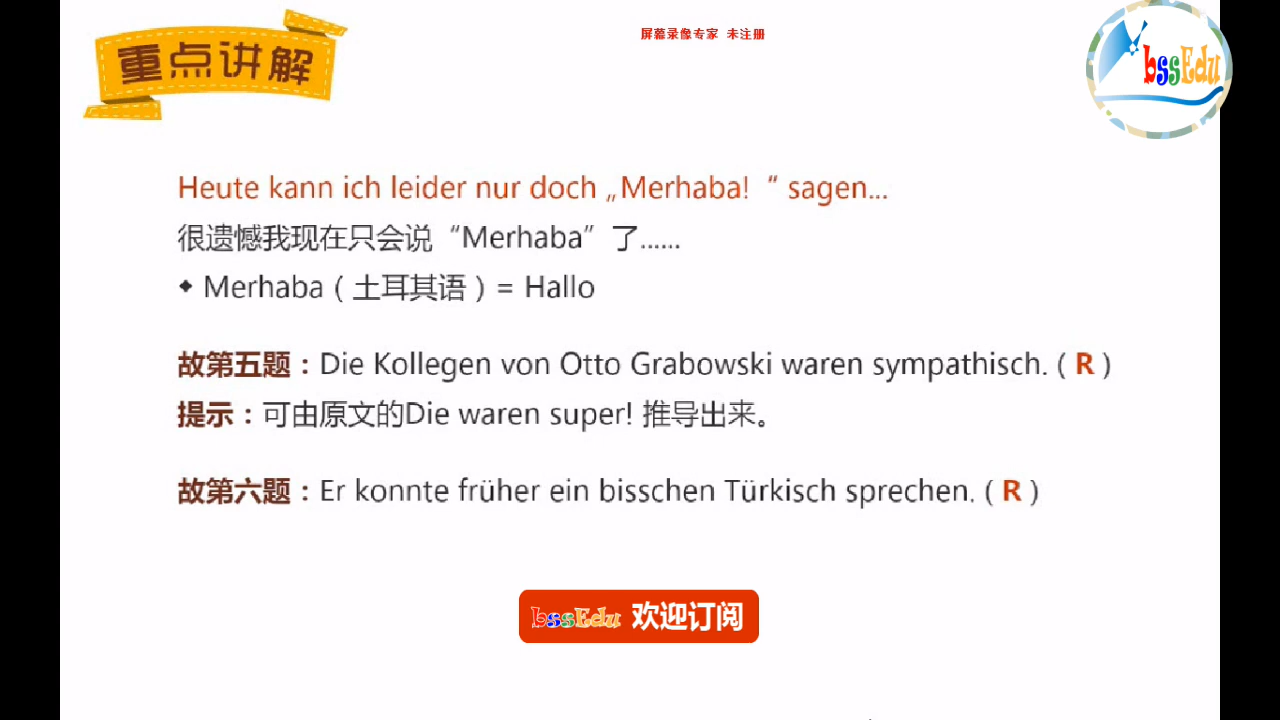 重点讲解
屏幕录像专家 未注册
bssEdu
Heute kann ich leider nur doch „Merhaba! “ sagen...
很遗憾我现在只会说“Merhaba”了......
◆ Merhaba（土耳其语）= Hallo
故第五题：Die Kollegen von Otto Grabowski waren sympathisch. ( R )
提示：可由原文的Die waren super! 推导出来。
故第六题：Er konnte früher ein bisschen Türkisch sprechen. ( R )
bssEdu 欢迎订阅